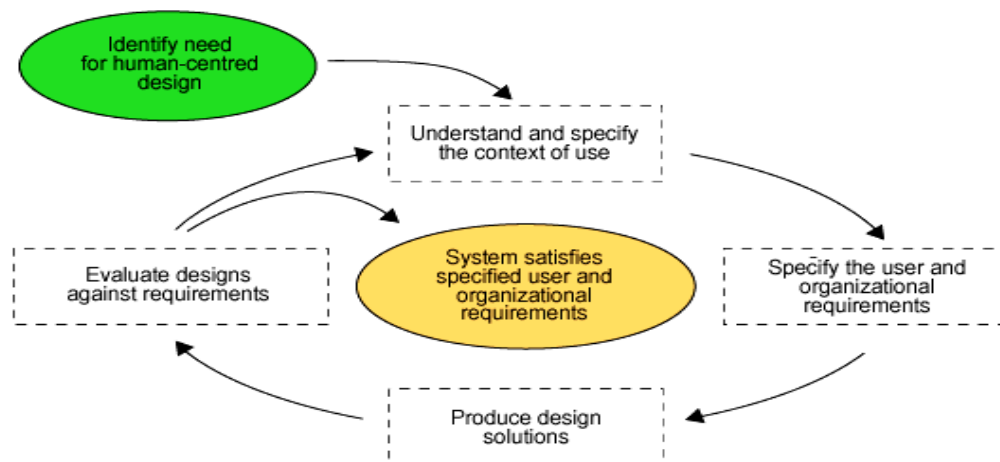 Identify need
for human-centred
design
Understand and specify
the context of use
Evaluate designs
against requirements
System satisfies
specified user and
organizational
requirements
Specify the user and
organizational
requirements
Produce design
solutions